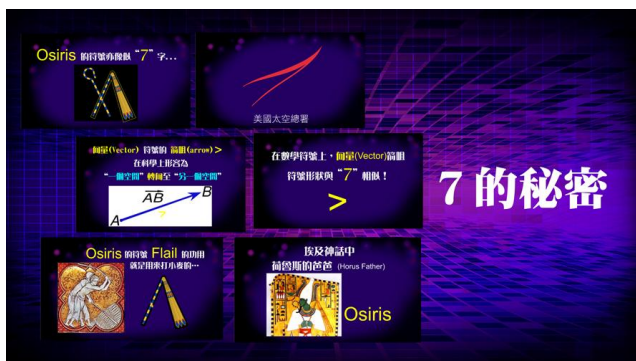 Osiris 的符號亦像似“7”字...
美國太空總署
向量(Vector) 符號的 箭咀(arrow) >
在科學上形容為
“一個空間” 轉向至 “另一個空間”
AB
A
B
>
在數學符號上，向量(Vector)箭咀
符號形狀與 “7” 相似！
>
7 的秘密
Osiris 的符號 Flail 的功用
就是用來打小麥的…
埃及神話中
荷魯斯的爸爸 (Horus Father)
Osiris